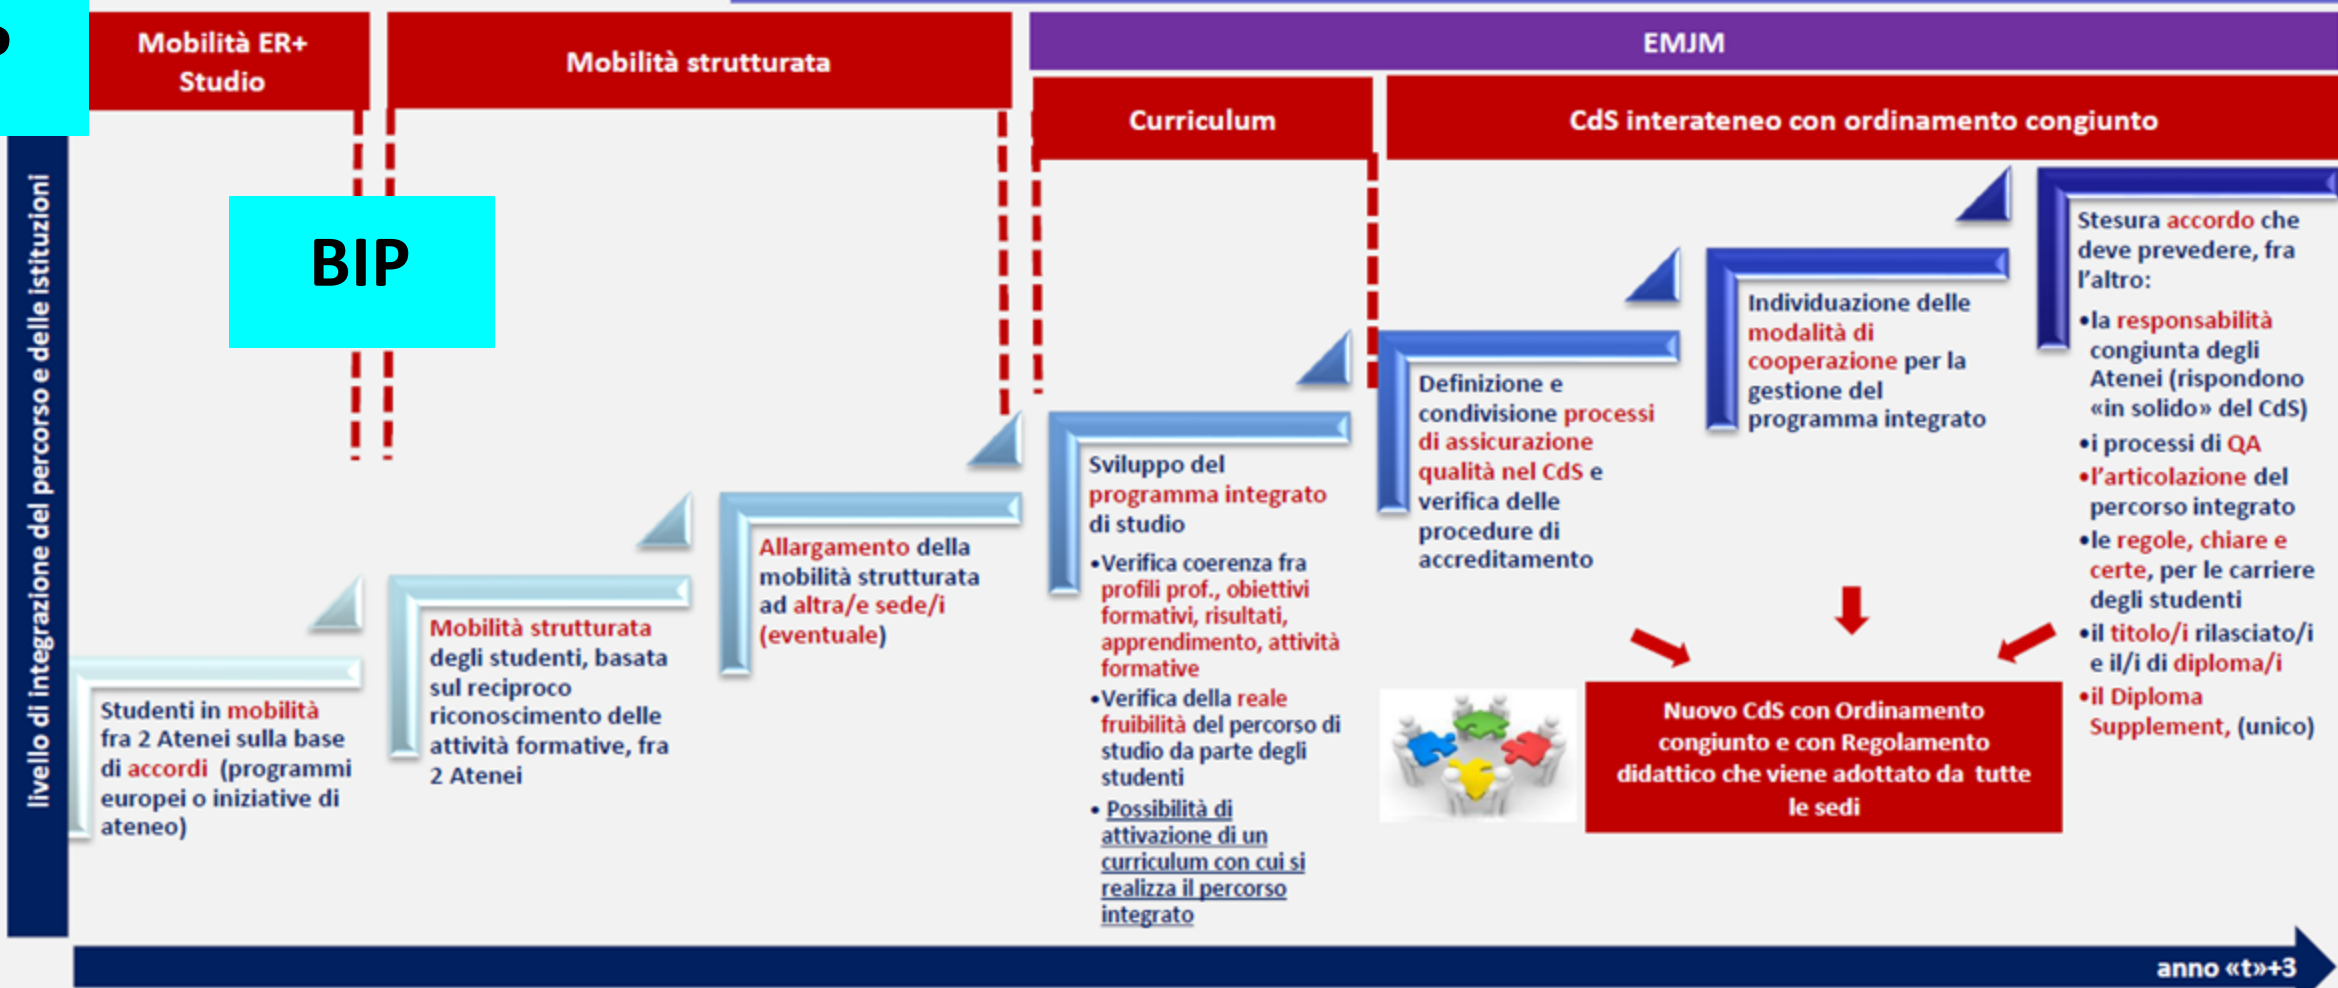 P
Mobilità ER+
Studio
Mobilità strutturata
EMJM
Curriculum
CdS interateneo con ordinamento congiunto
livello di integrazione del percorso e delle istituzioni
BIP
Studenti in mobilità
fra 2 Atenei sulla base
di accordi (programmi
europei o iniziative di
ateneo)
Mobilità strutturata
degli studenti, basata
sul reciproco
riconoscimento delle
attività formative, fra
2 Atenei
Allargamento della
mobilità strutturata
ad altra/e sede/i
(eventuale)
Sviluppo del
programma integrato
di studio
•Verifica coerenza fra
profili prof., obiettivi
formativi, risultati,
apprendimento, attività
formative
•Verifica della reale
fruibilità del percorso di
studio da parte degli
studenti
• Possibilità di
attivazione di un
curriculum con cui si
realizza il percorso
integrato
Definizione e
condivisione processi
di assicurazione
qualità nel CdS e
verifica delle
procedure di
accreditamento
Individuazione delle
modalità di
cooperazione per la
gestione del
programma integrato
Stesura accordo che
deve prevedere, fra
l'altro:
•la responsabilità
congiunta degli
Atenei (rispondono
«in solido» del CdS)
•i processi di QA
•l'articolazione del
percorso integrato
•le regole, chiare e
certe, per le carriere
degli studenti
•il titolo/i rilasciato/i
e il/i di diploma/i
•il Diploma
Supplement, (unico)
Nuovo CdS con Ordinamento
congiunto e con Regolamento
didattico che viene adottato da tutte
le sedi
anno «t»+3